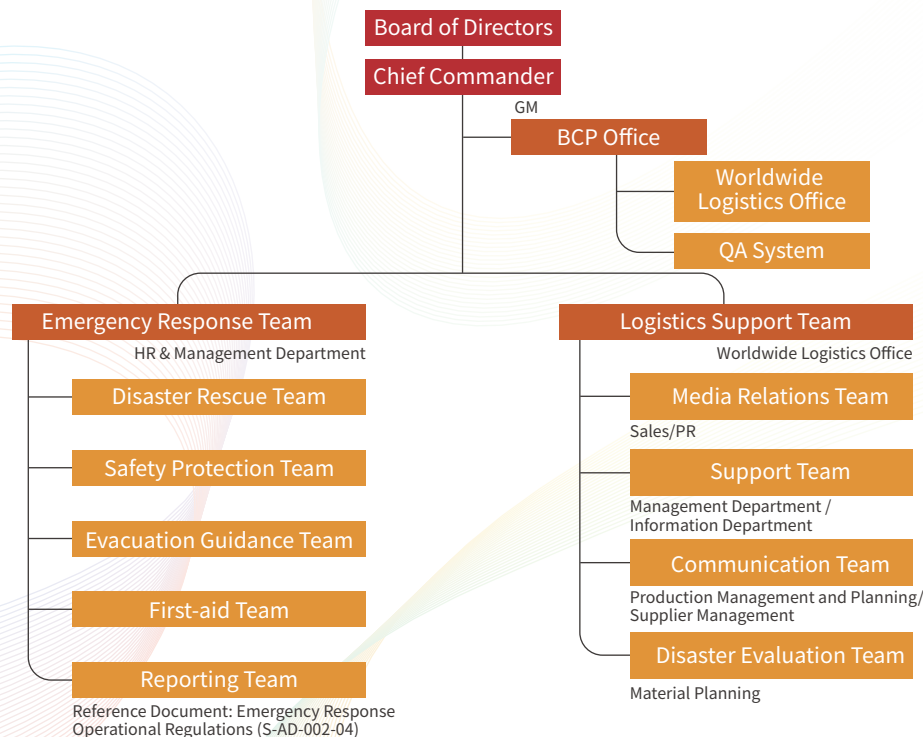 Board of Directors
Chief Commander
GM
BCP Office
Worldwide
Logistics Office
QA System
Emergency Response Team
HR & Management Department
Disaster Rescue Team
Safety Protection Team
Evacuation Guidance Team
First-aid Team
Reporting Team
Reference Document: Emergency Response
Operational Regulations (S-AD-002-04)
Logistics Support Team
Worldwide Logistics Office
Media Relations Team
Sales/PR
Support Team
Management Department /
Information Department
Communication Team
Production Management and Planning/
Supplier Management
Disaster Evaluation Team
Material Planning